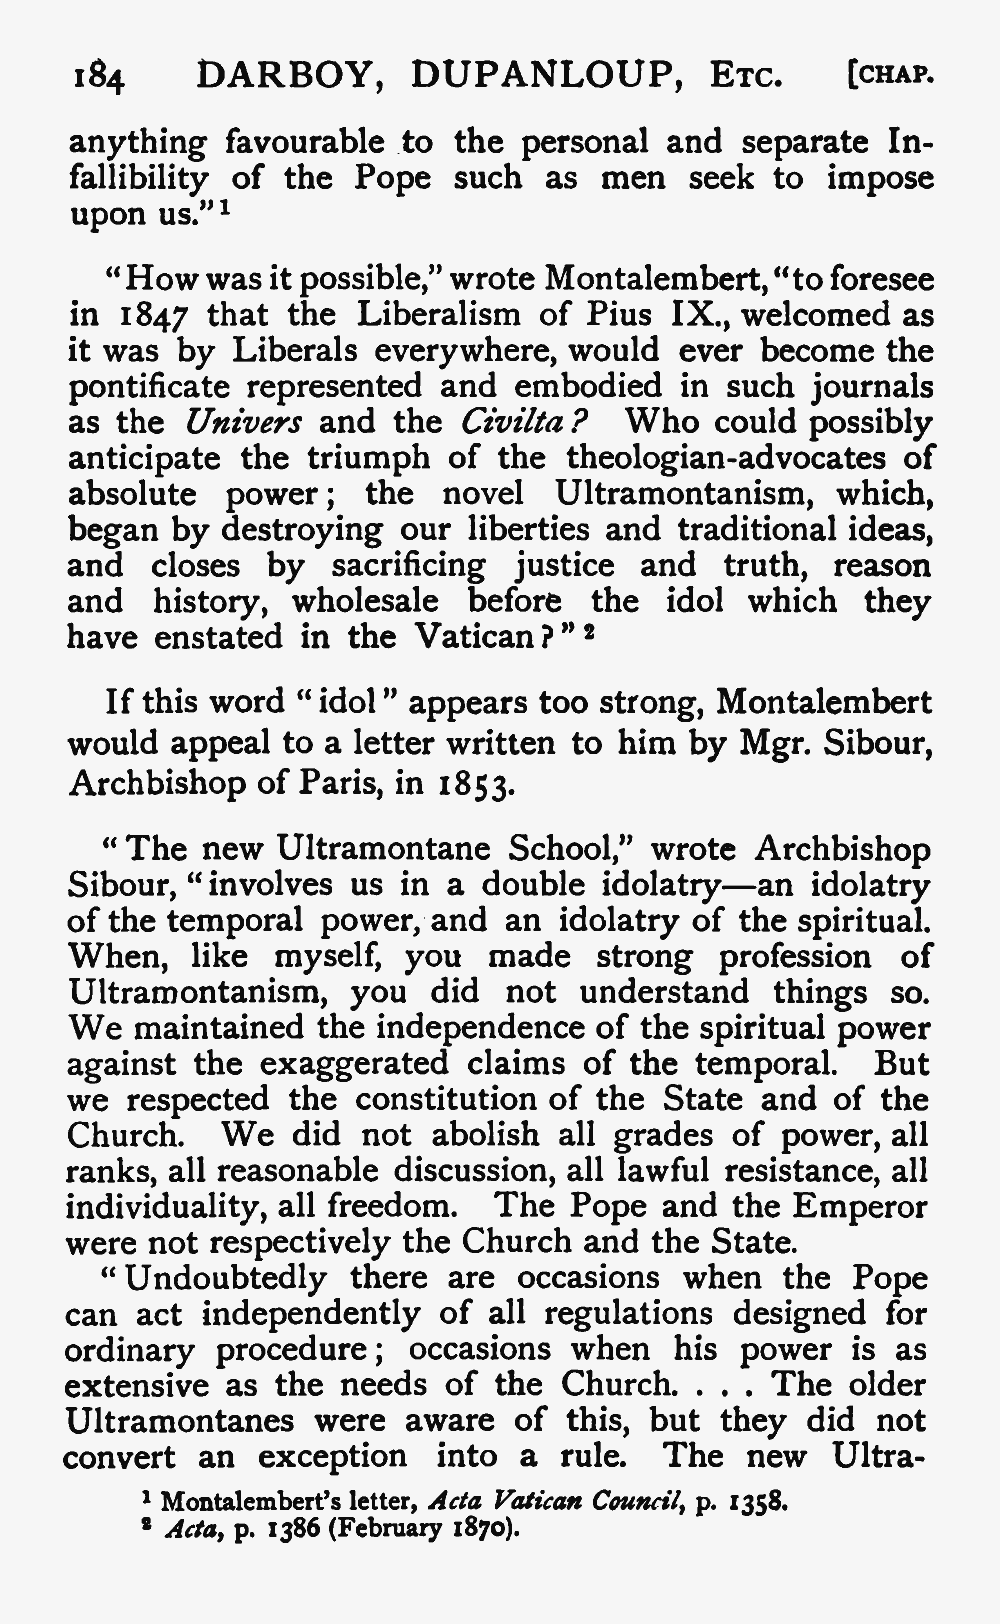 184 DARBOY, DUPANLOUP, ETC. [CHAP.
anything favourable to the personal and separate In-
fallibility of the Pope such as men seek to impose
upon us.” 1
“How was it possible,” wrote Montalembert, “to foresee
in 1847 that the Liberalism of Pius IX., welcomed as
it was by Liberals everywhere, would ever become the
pontificate represented and embodied in such journals
as the Univers and the Civilta? Who could possibly
anticipate the triumph of the theologian-advocates of
absolute power; the novel Ultramontanism, which,
began by destroying our liberties and traditional ideas,
and closes by sacrificing justice and truth, reason
and history, wholesale before the idol which they
have enstated in the Vatican?” 2
If this word “idol” appears too strong, Montalembert
would appeal to a letter written to him by Mgr. Sibour,
Archbishop of Paris, in 1853.
“The new Ultramontane School,” wrote Archbishop
Sibour, “involves us in a double idolatry—an idolatry
of the temporal power, and an idolatry of the spiritual.
When, like myself, you made strong profession of
Ultramontanism, you did not understand things so.
We maintained the independence of the spiritual power
against the exaggerated claims of the temporal. But
we respected the constitution of the State and of the
Church. We did not abolish all grades of power, all
ranks, all reasonable discussion, all lawful resistance, all
individuality, all freedom. The Pope and the Emperor
were not respectively the Church and the State.
“Undoubtedly there are occasions when the Pope
can act independently of all regulations designed for
ordinary procedure; occasions when his power is as
extensive as the needs of the Church. . . . The older
Ultramontanes were aware of this, but they did not
convert an exception into a rule. The new Ultra-
1 Montalembert’s letter, Acta Vatican Council, p. 1358.
2 Acta, p. 1386 (February 1870).